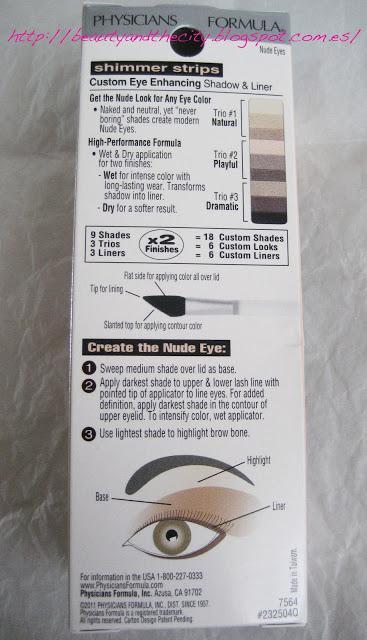 PHYSICIANS FORMULA.
http://beautyandthecity.blogspot.com.es/
Nude Eyes
shimmer strips
Custom Eye Enhancing Shadow & Liner
Get the Nude Look for Any Eye Color
• Naked and neutral, yet "never
boring" shades create modern
Nude Eyes.
High-Performance Formula
• Wet & Dry application
for two finishes:
- Wet for intense color with
long-lasting wear. Transforms
shadow into liner.
- Dry for a softer result.
Trio #1
Natural
Trio #2
Playful
Trio #3
Dramatic
9 Shades
3 Trios
3 Liners
x2
Finishes
= 18 Custom Shades
= 6 Custom Looks
= 6 Custom Liners
Flat side for applying color all over lid
Tip for lining
Slanted top for applying contour color
Create the Nude Eye:
1 Sweep medium shade over lid as base.
2 Apply darkest shade to upper & lower lash line with
pointed tip of applicator to line eyes. For added
definition, apply darkest shade in the contour of
upper eyelid. To intensify color, wet applicator.
3 Use lightest shade to highlight brow bone.
Highlight
Base
Liner
For information in the USA 1-800-227-0333
www.PhysiciansFormula.com
Physicians Formula, Inc. Azusa, CA 91702
©2011 PHYSICIANS FORMULA, INC., DIST. SINCE 1937.
Physicians Formula is a registered trademark.
All rights reserved. Carton Design Patent Pending.
Made in Taiwan.
7564
#2325040